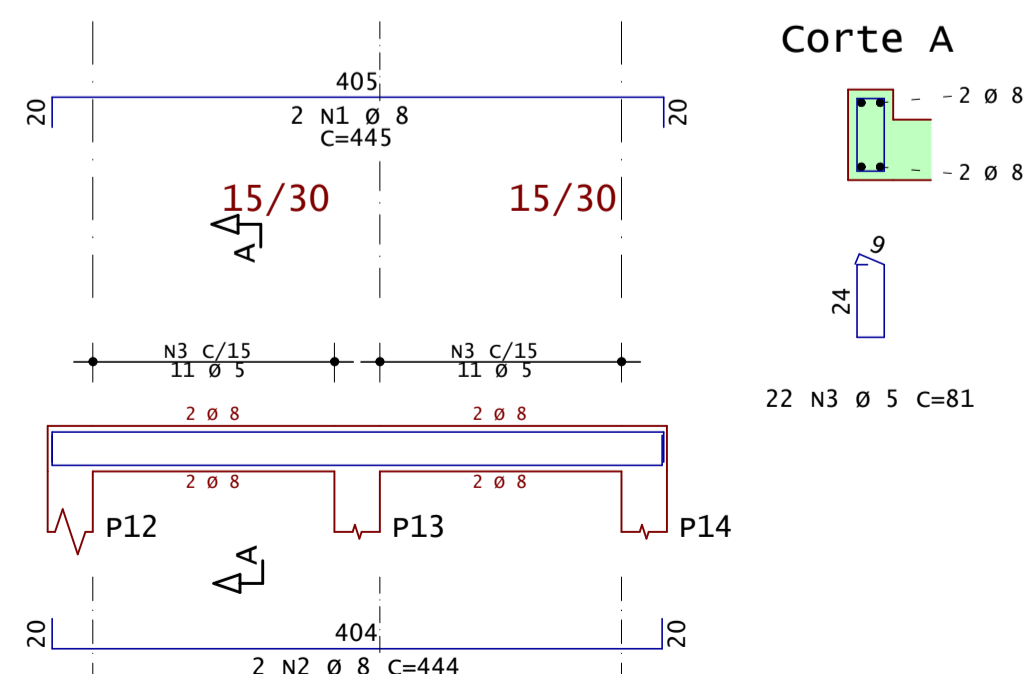 405
20
20
2 N1 Ø 8
C=445
15/30
15/30
A
N3 C/15
11 Ø 5
N3 C/15
11 Ø 5
2 Ø 8
2 Ø 8
2 Ø 8
2 Ø 8
P12
P13
P14
A
20
404
20
2 N2 Ø 8 C=444
Corte A
2 Ø 8
2 Ø 8
9
24
22 N3 Ø 5 C=81